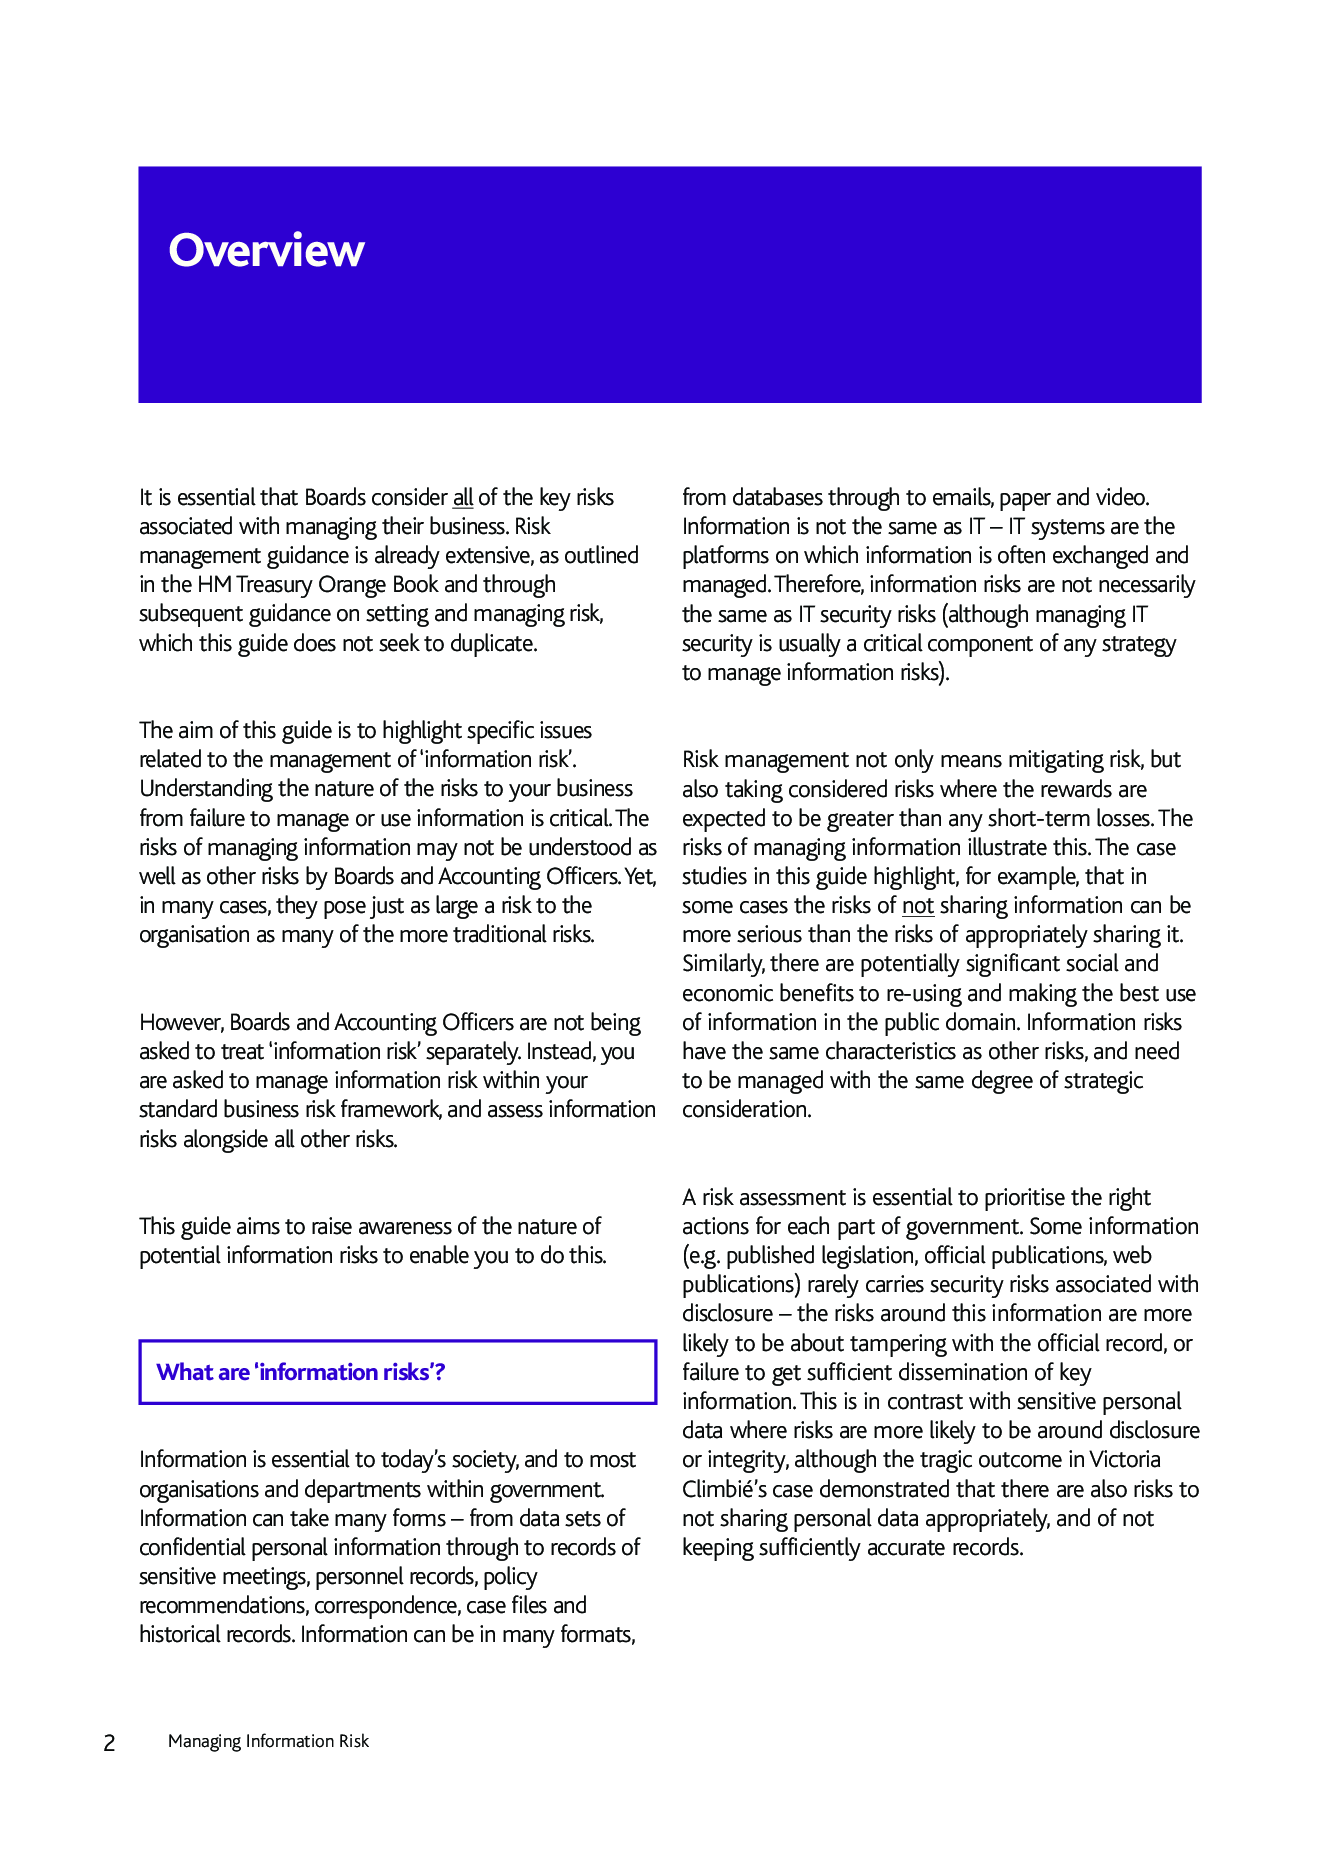 Overview
It is essential that Boards consider all of the key risks
associated with managing their business. Risk
management guidance is already extensive, as outlined
in the HM Treasury Orange Book and through
subsequent guidance on setting and managing risk,
which this guide does not seek to duplicate.
The aim of this guide is to highlight specific issues
related to the management of ‘information risk’.
Understanding the nature of the risks to your business
from failure to manage or use information is critical. The
risks of managing information may not be understood as
well as other risks by Boards and Accounting Officers. Yet,
in many cases, they pose just as large a risk to the
organisation as many of the more traditional risks.
However, Boards and Accounting Officers are not being
asked to treat ‘information risk’ separately. Instead, you
are asked to manage information risk within your
standard business risk framework, and assess information
risks alongside all other risks.
This guide aims to raise awareness of the nature of
potential information risks to enable you to do this.
What are ‘information risks’?
Information is essential to today’s society, and to most
organisations and departments within government.
Information can take many forms – from data sets of
confidential personal information through to records of
sensitive meetings, personnel records, policy
recommendations, correspondence, case files and
historical records. Information can be in many formats,
from databases through to emails, paper and video.
Information is not the same as IT – IT systems are the
platforms on which information is often exchanged and
managed. Therefore, information risks are not necessarily
the same as IT security risks (although managing IT
security is usually a critical component of any strategy
to manage information risks).
Risk management not only means mitigating risk, but
also taking considered risks where the rewards are
expected to be greater than any short-term losses. The
risks of managing information illustrate this. The case
studies in this guide highlight, for example, that in
some cases the risks of not sharing information can be
more serious than the risks of appropriately sharing it.
Similarly, there are potentially significant social and
economic benefits to re-using and making the best use
of information in the public domain. Information risks
have the same characteristics as other risks, and need
to be managed with the same degree of strategic
consideration.
A risk assessment is essential to prioritise the right
actions for each part of government. Some information
(e.g. published legislation, official publications, web
publications) rarely carries security risks associated with
disclosure – the risks around this information are more
likely to be about tampering with the official record, or
failure to get sufficient dissemination of key
information. This is in contrast with sensitive personal
data where risks are more likely to be around disclosure
or integrity, although the tragic outcome in Victoria
Climbié’s case demonstrated that there are also risks to
not sharing personal data appropriately, and of not
keeping sufficiently accurate records.
2 Managing Information Risk